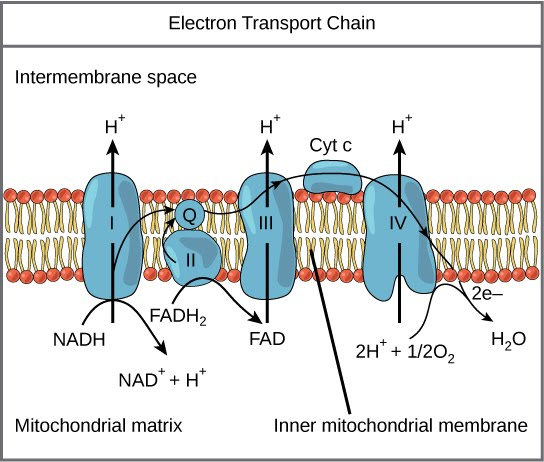 Electron Transport Chain
Intermembrane space
H+
H+
H+
Cyt c
Q
I
III
IV
II
2e–
FADH2
NADH
FAD
2H+ + 1/2O2
H2O
NAD+ + H+
Mitochondrial matrix
Inner mitochondrial membrane